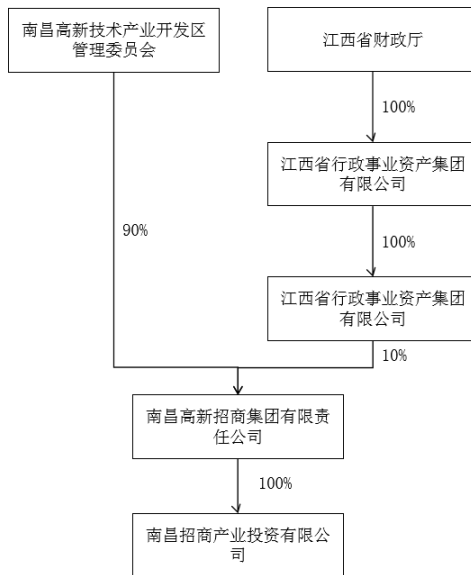 南昌高新技术产业开发区
管理委员会
江西省财政厅
100%
江西省行政事业资产集团
有限公司
90%
100%
江西省行政事业资产集团
有限公司
10%
南昌高新招商集团有限责
任公司
100%
南昌招商产业投资有限公
司